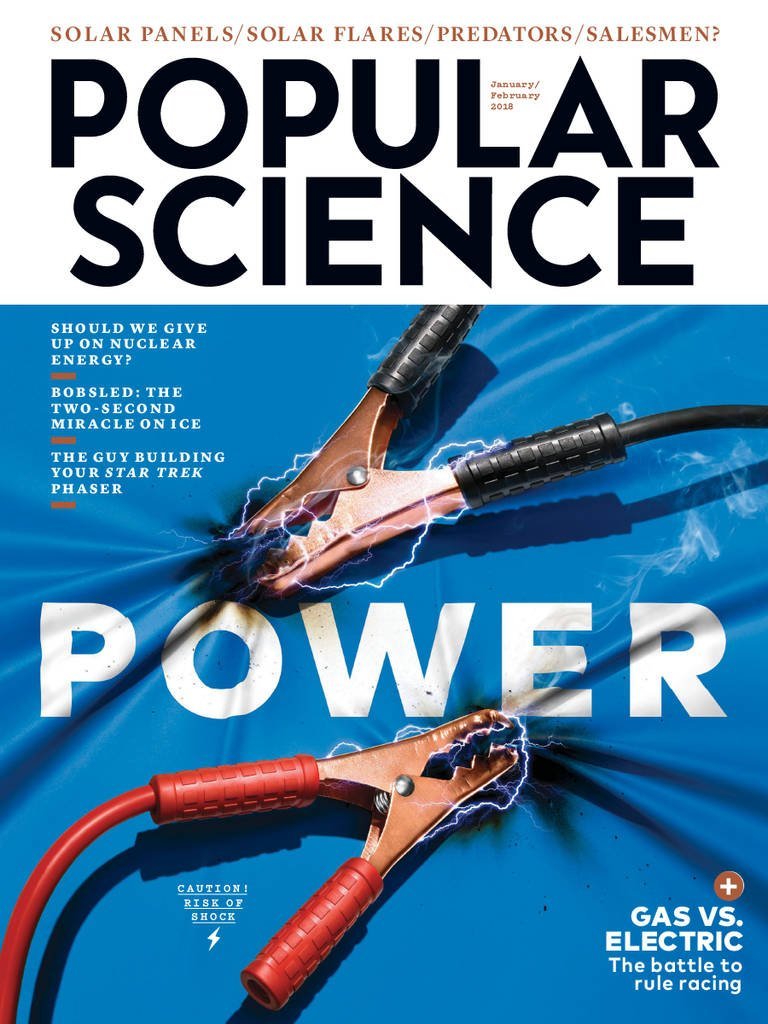 SOLAR PANELS/SOLAR FLARES/PREDATORS/SALESMEN?
POPULAR
January/
February
2018
SCIENCE
SHOULD WE GIVE
UP ON NUCLEAR
ENERGY?
BOBSLED: THE
TWO-SECOND
MIRACLE ON ICE
THE GUY BUILDING
YOUR STAR TREK
PHASER
POWER
CAUTION!
RISK OF
SHOCK
+
GAS VS.
ELECTRIC
The battle to
rule racing